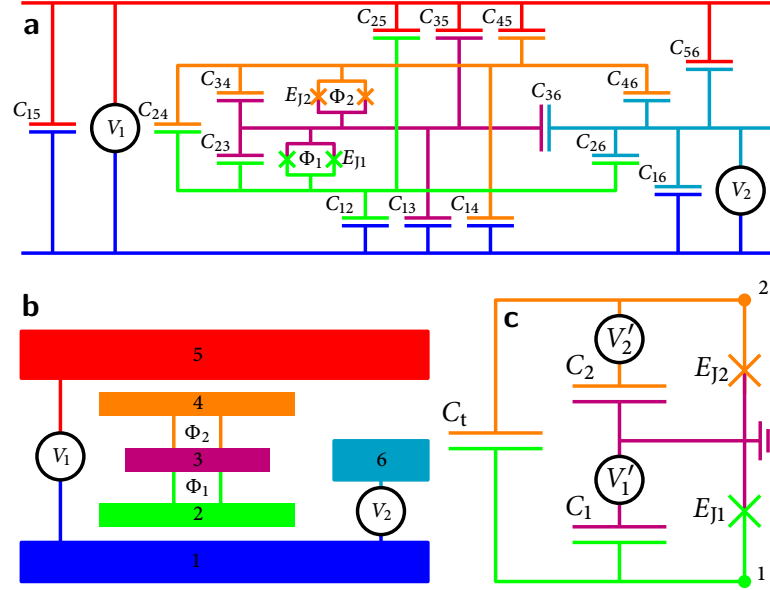 a
C25 C35 C45
C56
C34
EJ2 Φ2
C36 C46
C15 V1 C24
C23
Φ1 EJ1
C26
C16
V2
C12 C13 C14
b
5
4
Φ2
V1 3
Φ1
2
6
V2
1
c
2
V2′
C2 EJ2
Ct
V1′
C1 EJ1
1